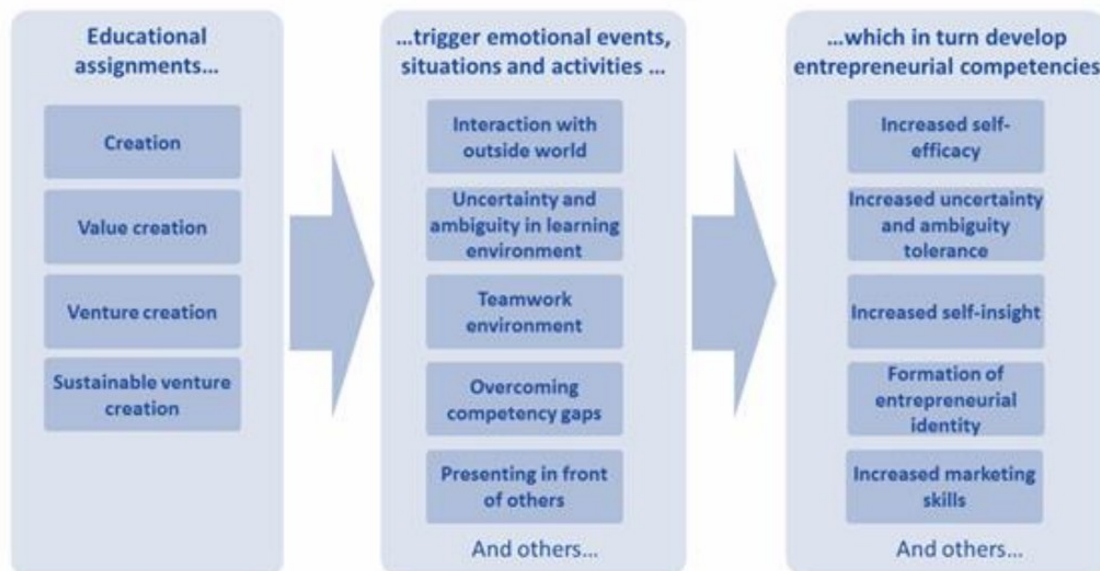 Educational
assignments…
Creation
Value creation
Venture creation
Sustainable venture
creation
…trigger emotional events,
situations and activities …
Interaction with
outside world
Uncertainty and
ambiguity in learning
environment
Teamwork
environment
Overcoming
competency gaps
Presenting in front
of others
And others…
…which in turn develop
entrepreneurial competencies
Increased self-
efficacy
Increased uncertainty
and ambiguity
tolerance
Increased self-insight
Formation of
entrepreneurial
identity
Increased marketing
skills
And others…